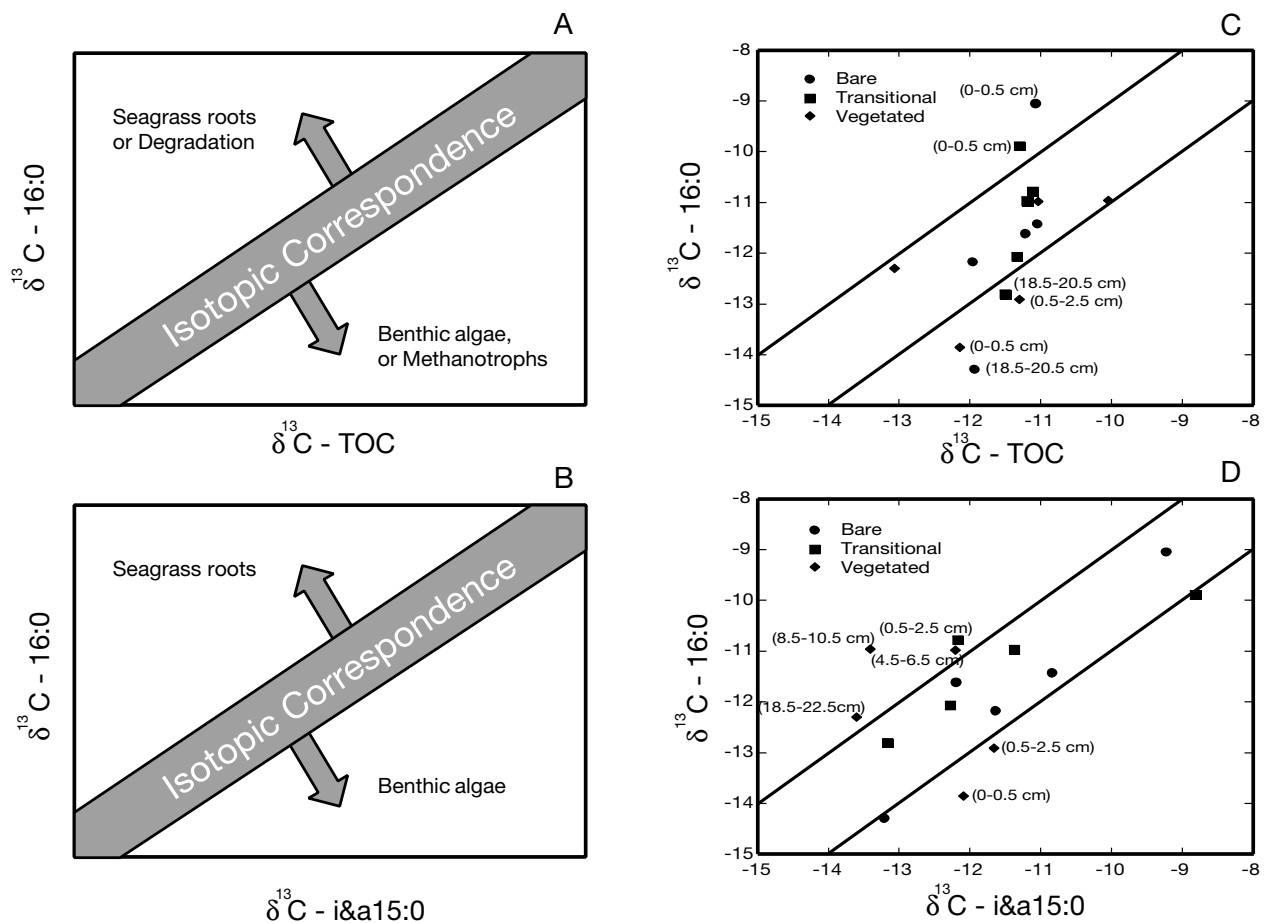 A
Seagrass roots
or Degradation
Isotopic Correspondence
Benthic algae,
or Methanotrophs
δ13C - 16:0
δ13C - TOC
B
Seagrass roots
Isotopic Correspondence
Benthic algae
δ13C - 16:0
δ13C - i&a15:0
C
Bare
Transitional
Vegetated
(0-0.5 cm)
(0-0.5 cm)
(18.5-20.5 cm)
(0.5-2.5 cm)
(0-0.5 cm)
(18.5-20.5 cm)
-8
-9
-10
-11
-12
-13
-14
-15
-15
-14
-13
-12
-11
-10
-9
-8
δ13C - 16:0
δ13C - TOC
D
Bare
Transitional
Vegetated
(0.5-2.5 cm)
(8.5-10.5 cm)
(4.5-6.5 cm)
(18.5-22.5cm)
(0.5-2.5 cm)
(0-0.5 cm)
-8
-9
-10
-11
-12
-13
-14
-15
-15
-14
-13
-12
-11
-10
-9
-8
δ13C - 16:0
δ13C - i&a15:0